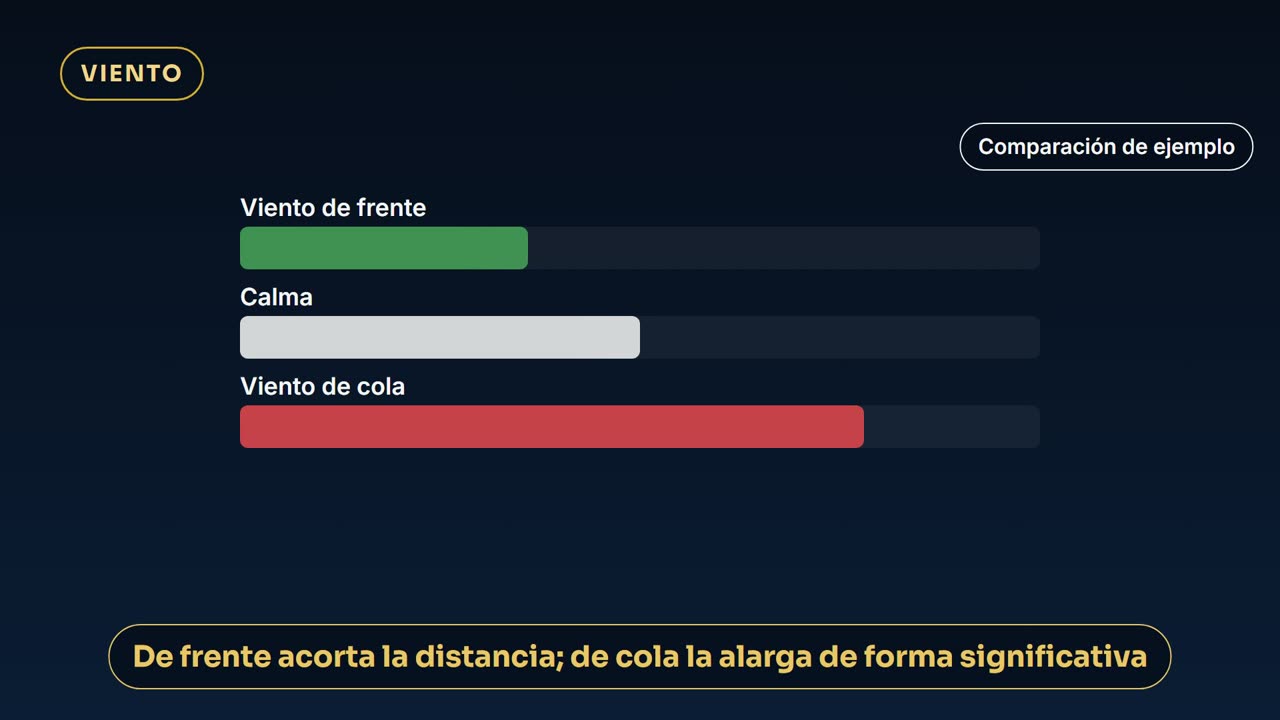 VIENTO
Comparación de ejemplo
Viento de frente
Calma
Viento de cola
De frente acorta la distancia; de cola la alarga de forma significativa